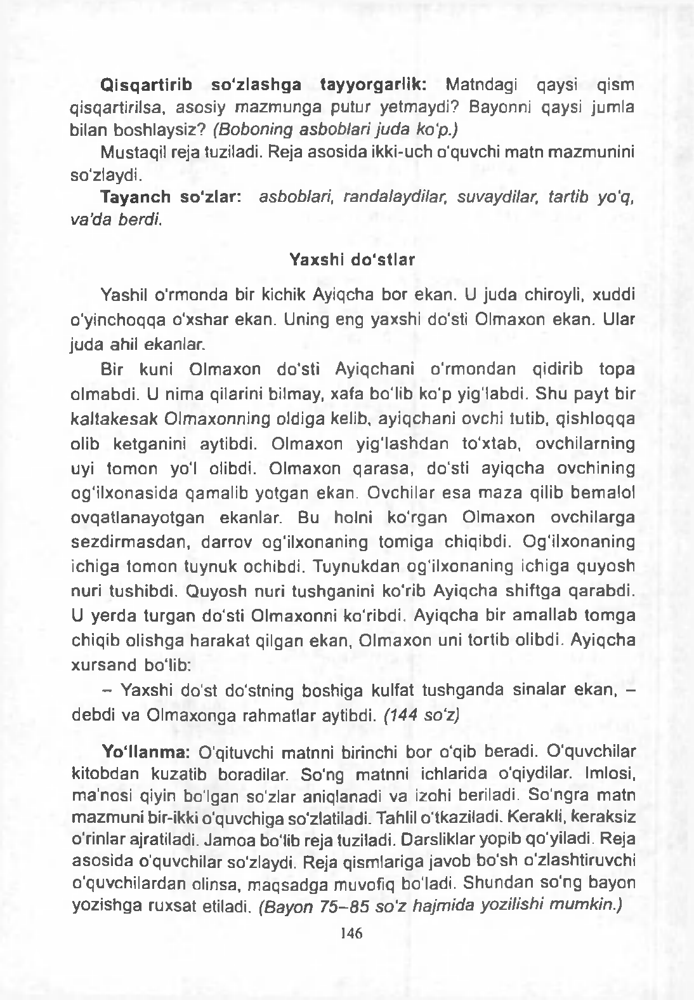 Qisqartirib so‘zlashga tayyorgarlik: Matndagi qaysi qism
qisqartirilsa, asosiy mazmunga putur yetmaydi? Bayonni qaysi jumla
bilan boshlaysiz? (Boboning asboblari juda ko‘p.)
Mustaqil reja tuziladi. Reja asosida ikki-uch o‘quvchi matn mazmunini
so‘zlaydi.
Tayanch so‘zlar: asboblari, randalaydilar, suvaydilar, tartib yo‘q,
va’da berdi.
Yaxshi do‘stlar
Yashil o‘rmonda bir kichik Ayiqcha bor ekan. U juda chiroyli, xuddi
o‘yinchoqqa o‘xshar ekan. Uning eng yaxshi do‘sti Olmaxon ekan. Ular
juda ahil ekanlar.
Bir kuni Olmaxon do‘sti Ayiqchani o‘rmondan qidirib topa
olmabdi. U nima qilarini bilmay, xafa bo‘lib ko‘p yig‘labdi. Shu payt bir
kaltakesak Olmaxonning oldiga kelib, ayiqchani ovchi tutib, qishloqqa
olib ketganini aytibdi. Olmaxon yig‘lashdan to‘xtab, ovchilarning
uyi tomon yo‘l olibdi. Olmaxon qarasa, do‘sti ayiqcha ovchining
og‘ilxonasida qamalib yotgan ekan. Ovchilar esa maza qilib bemalol
ovqatlanayotgan ekanlar. Bu holni ko‘rgan Olmaxon ovchilarga
sezdirmasdan, darrov og‘ilxonaning tomiga chiqibdi. Og‘ilxonaning
ichiga tomon tuynuk ochibdi. Tuynukdan og‘ilxonaning ichiga quyosh
nuri tushibdi. Quyosh nuri tushganini ko‘rib Ayiqcha shiftga qarabdi.
U yerda turgan do‘sti Olmaxonni ko‘ribdi. Ayiqcha bir amallab tomga
chiqib olishga harakat qilgan ekan, Olmaxon uni tortib olibdi. Ayiqcha
xursand bo‘lib:
– Yaxshi do‘st do‘stning boshiga kulfat tushganda sinalar ekan, –
debdi va Olmaxonga rahmatlar aytibdi. (144 so‘z)
Yo‘llanma: O‘qituvchi matnni birinchi bor o‘qib beradi. O‘quvchilar
kitobdan kuzatib boradilar. So‘ng matnni ichlarida o‘qiydilar. Imlosi,
ma’nosi qiyin bo‘lgan so‘zlar aniqlanadi va izohi beriladi. So‘ngra matn
mazmuni bir-ikki o‘quvchiga so‘zlatiladi. Tahlil o‘tkaziladi. Kerakli, keraksiz
o‘rinlar ajratiladi. Jamoa bo‘lib reja tuziladi. Darsliklar yopib qo‘yiladi. Reja
asosida o‘quvchilar so‘zlaydi. Reja qismlariga javob bo‘sh o‘zlashtiruvchi
o‘quvchilardan olinsa, maqsadga muvofiq bo‘ladi. Shundan so‘ng bayon
yozishga ruxsat etiladi. (Bayon 75–85 so‘z hajmida yozilishi mumkin.)
146